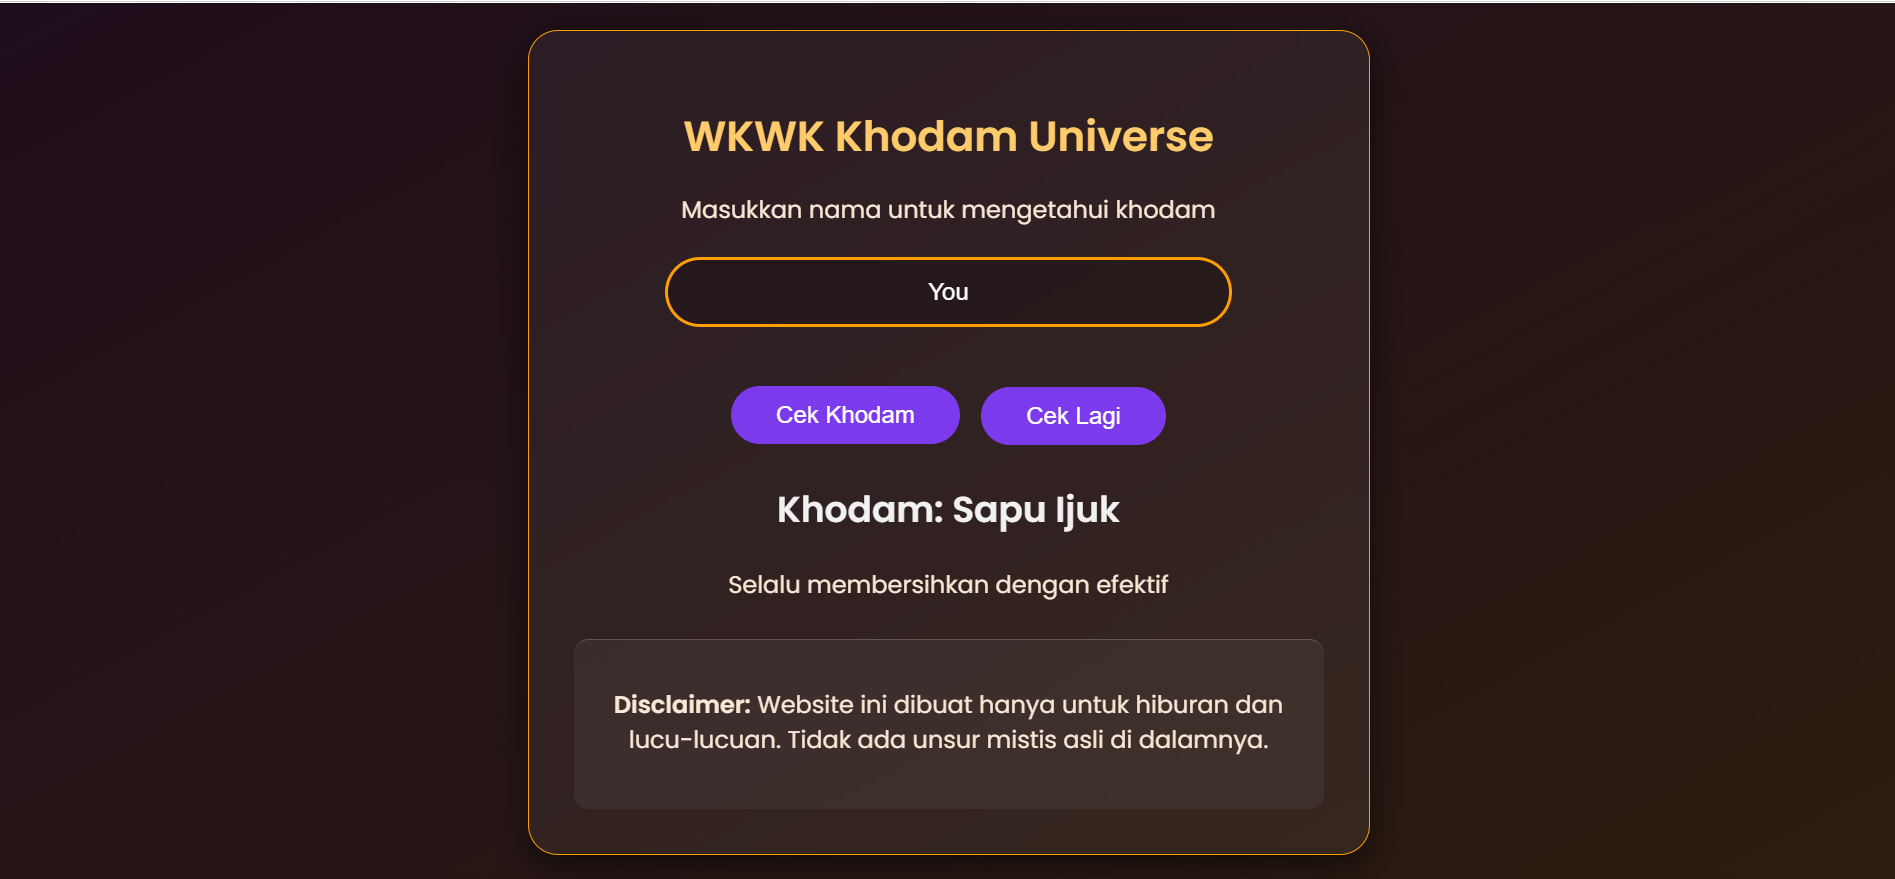 WKWK Khodam Universe
Masukkan nama untuk mengetahui khodam
You
Cek Khodam
Cek Lagi
Khodam: Sapu Ijuk
Selalu membersihkan dengan efektif
Disclaimer: Website ini dibuat hanya untuk hiburan dan
lucu-lucuan. Tidak ada unsur mistis asli di dalamnya.